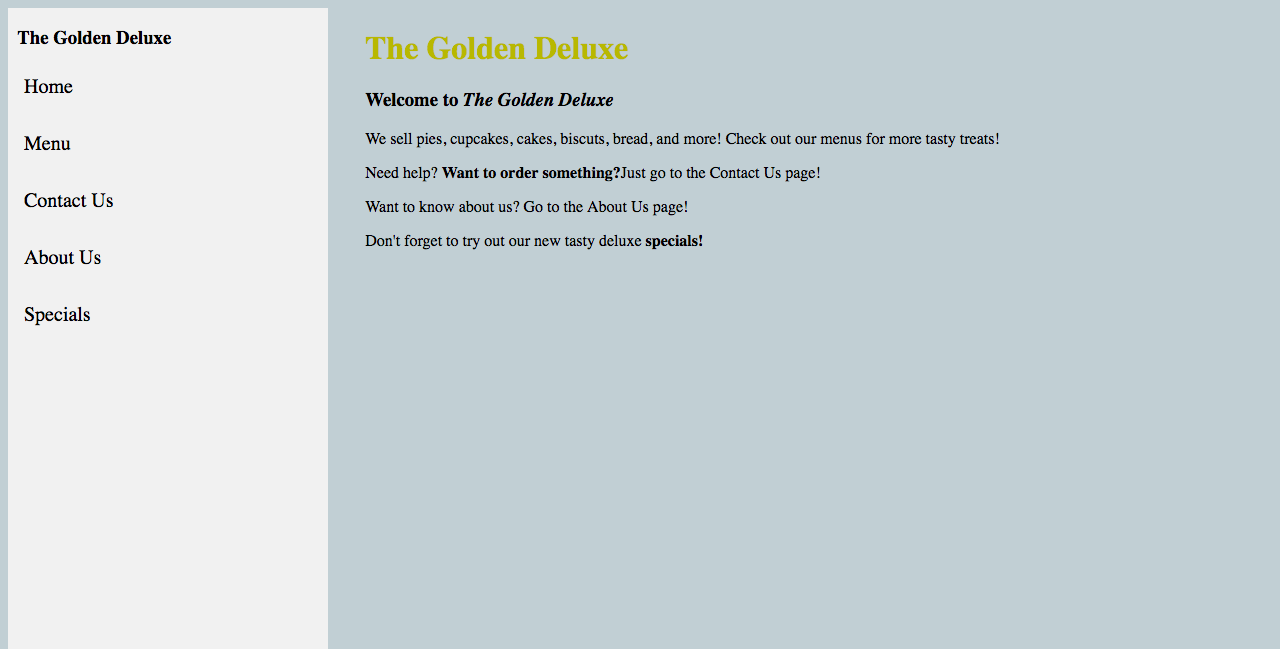 The Golden Deluxe
Home
Menu
Contact Us
About Us
Specials
The Golden Deluxe
Welcome to The Golden Deluxe
We sell pies, cupcakes, cakes, biscuts, bread, and more! Check out our menus for more tasty treats!
Need help? Want to order something?Just go to the Contact Us page!
Want to know about us? Go to the About Us page!
Don't forget to try out our new tasty deluxe specials!